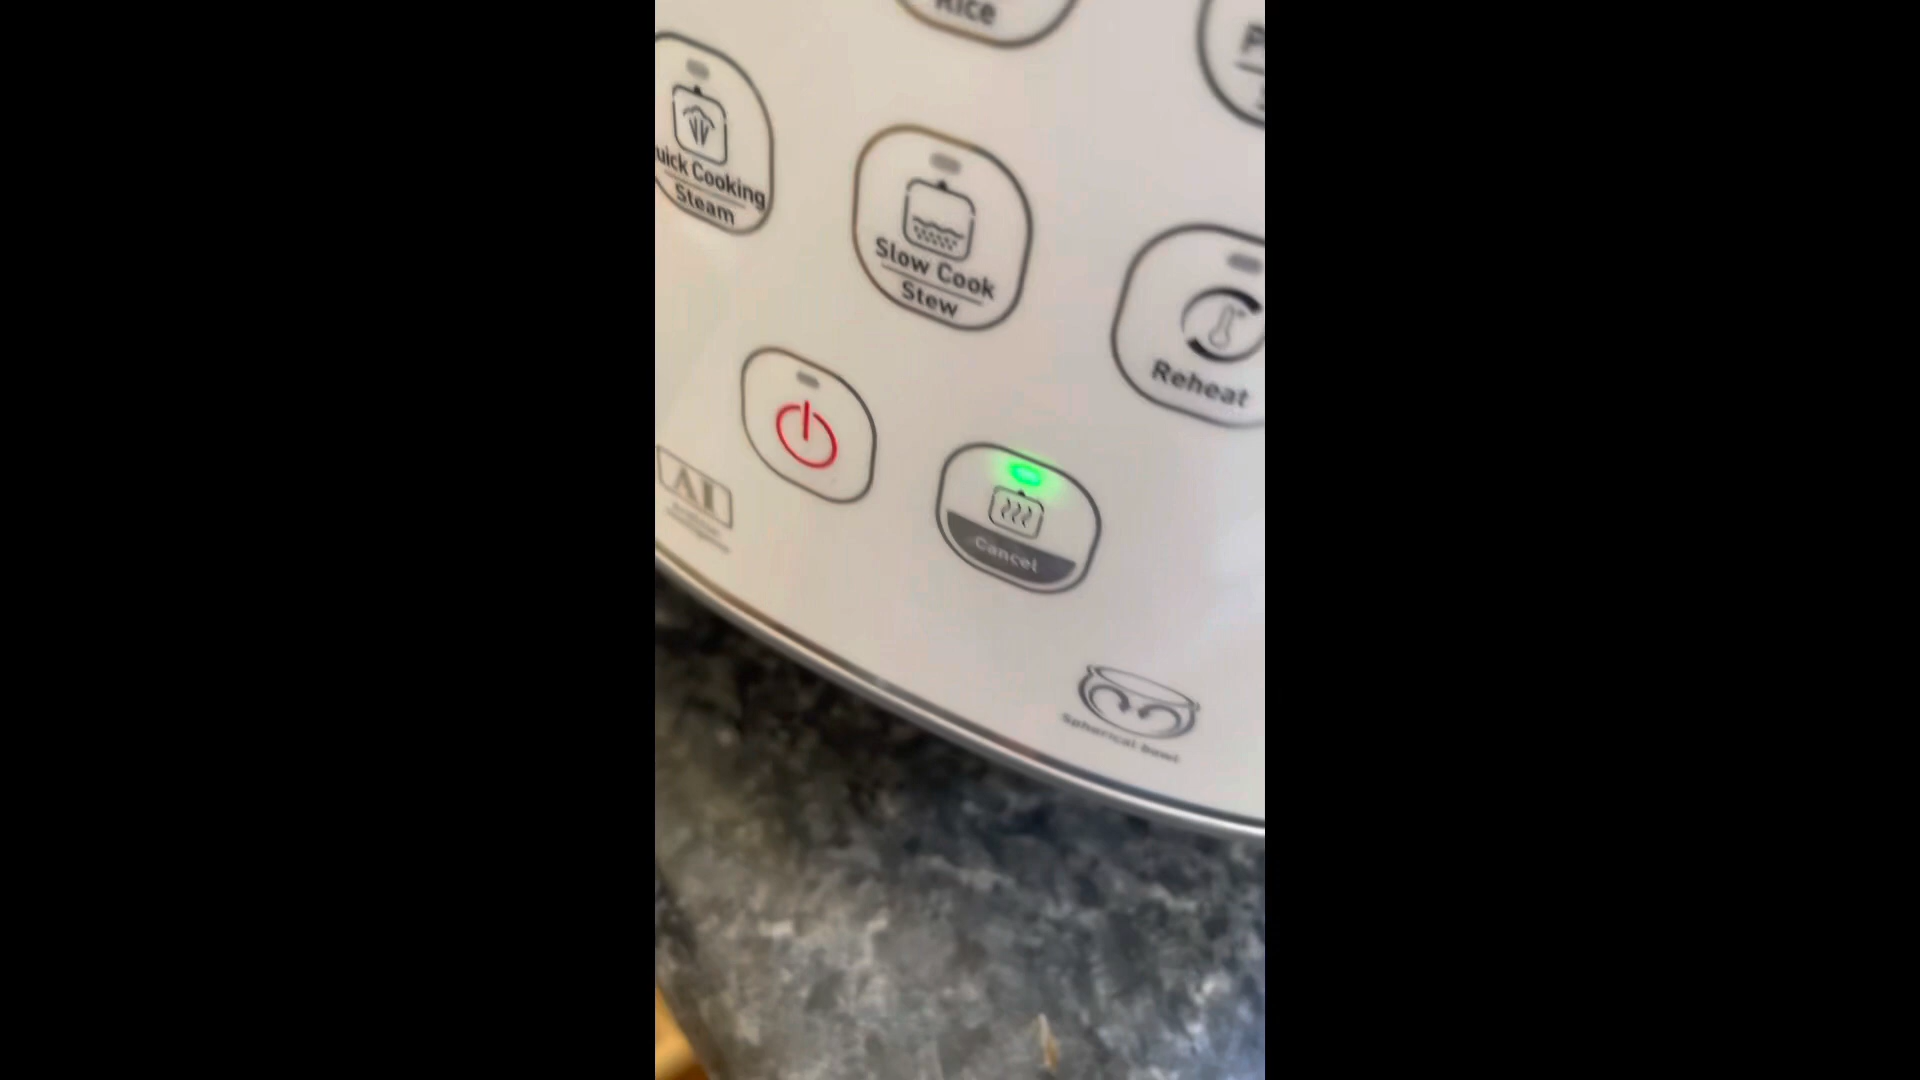 Rice
uick Cooking
Steam
Slow Cook
Stew
Reheat
AI
Cancel
Spherical bowl